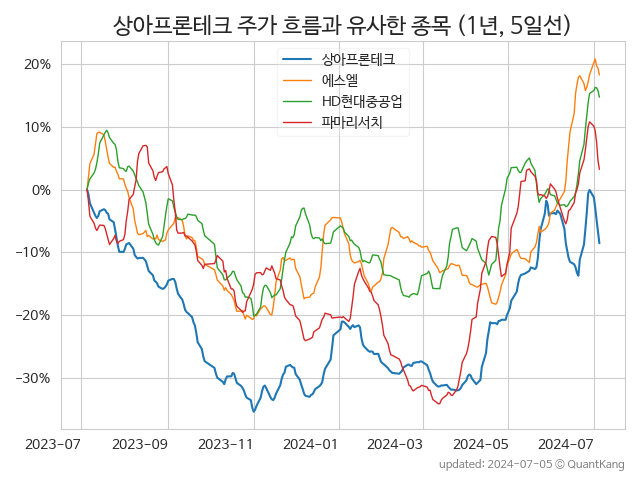 상아프론테크 주가 흐름과 유사한 종목 (1년, 5일선)
상아프론테크
에스엘
HD현대중공업
파마리서치
20%
10%
0%
−10%
−20%
−30%
2023-07 2023-09 2023-11 2024-01 2024-03 2024-05 2024-07
updated: 2024-07-05 © QuantKang